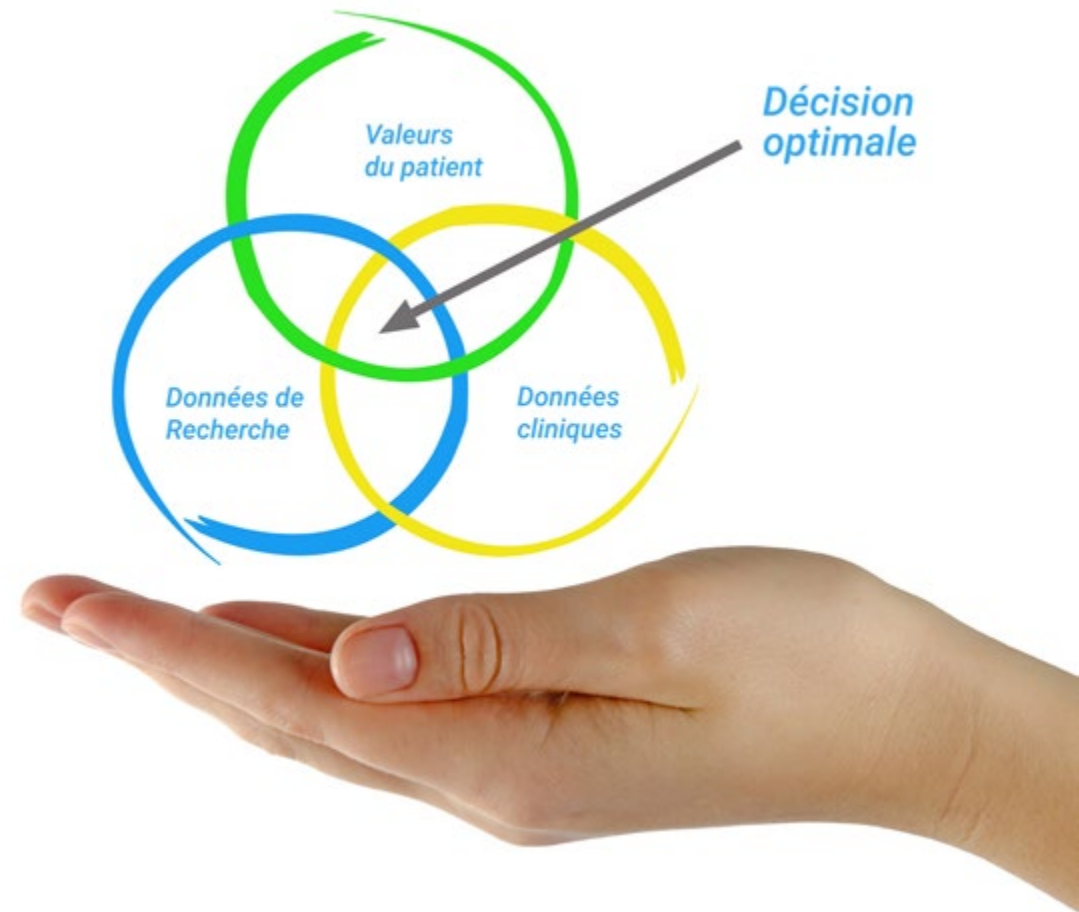 Valeurs
du patient
Décision
optimale
Données de
Recherche
Données
cliniques